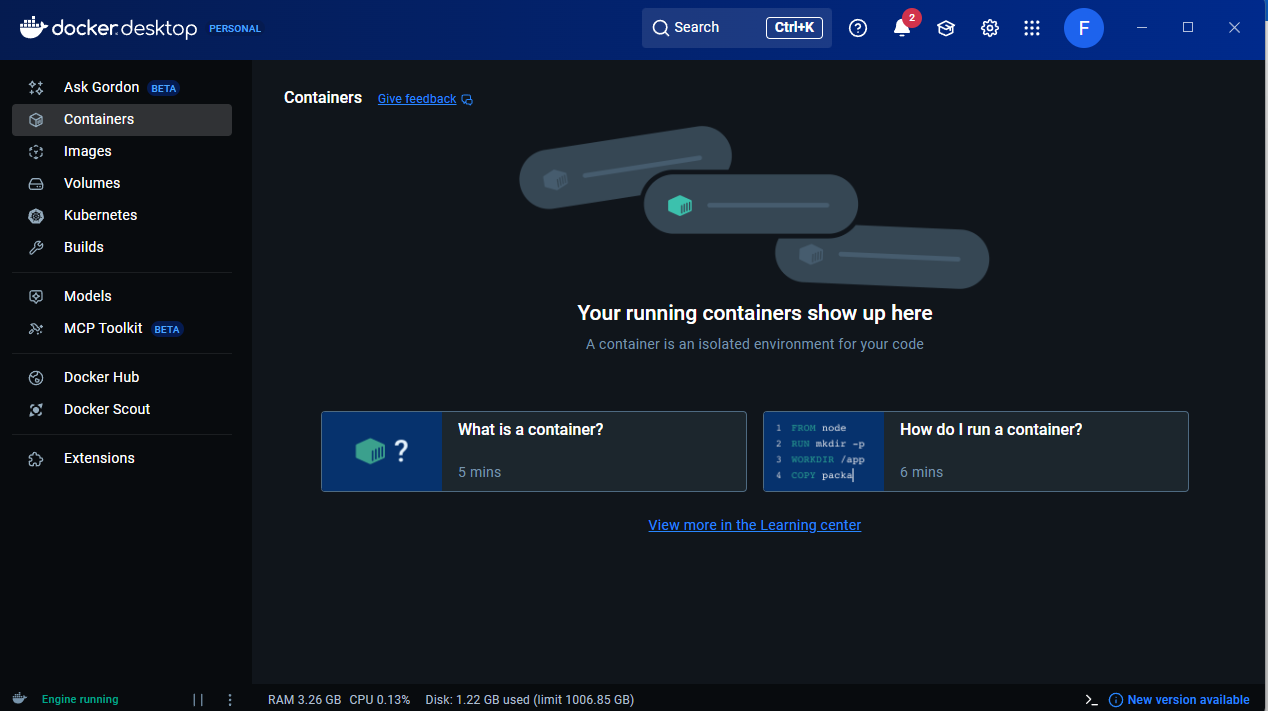 docker.desktop PERSONAL
Search Ctrl+K 2 F
Ask Gordon BETA
Containers
Images
Volumes
Kubernetes
Builds
Models
MCP Toolkit BETA
Docker Hub
Docker Scout
Extensions
Containers Give feedback
Your running containers show up here
A container is an isolated environment for your code
?
What is a container?
5 mins
1 FROM node
2 RUN mkdir -p
3 WORKDIR /app
4 COPY packa
How do I run a container?
6 mins
View more in the Learning center
Engine running
RAM 3.26 GB CPU 0.13% Disk: 1.22 GB used (limit 1006.85 GB)
New version available